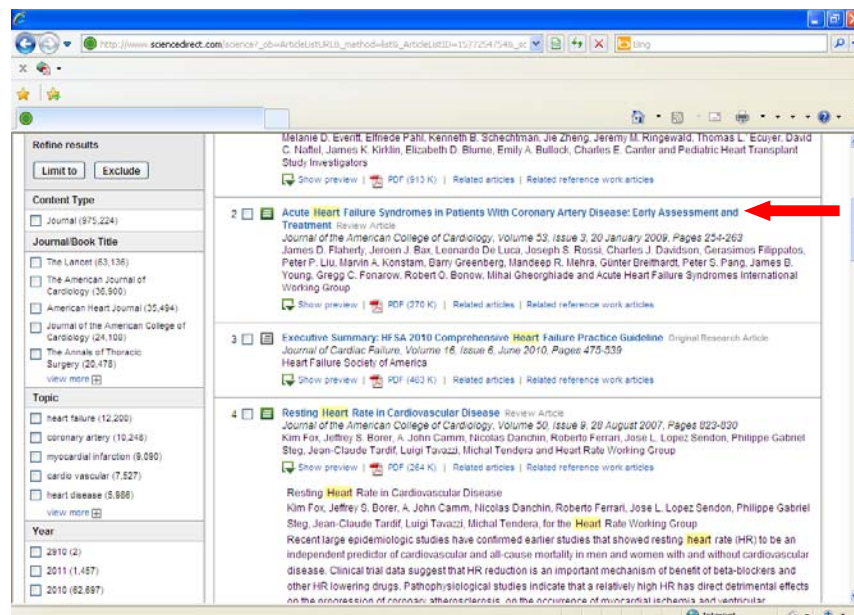 http://www.sciencedirect.com/science?_ob=ArticleListURL&_method=list&_ArticleListID=1577254754&_sc
Bing
Refine results
Limit to
Exclude
Content Type
Journal (975,224)
Journal/Book Title
The Lancet (63,136)
The American Journal of
Cardiology (36,900)
American Heart Journal (35,494)
Journal of the American College of
Cardiology (24,100)
The Annals of Thoracic
Surgery (20,478)
view more
Topic
heart failure (12,200)
coronary artery (10,248)
myocardial infarction (9,090)
cardio vascular (7,527)
heart disease (5,986)
view more
Year
2910 (2)
2011 (1,457)
2010 (62,697)
Melanie D. Everitt, Elfriede Pahl, Kenneth B. Schechtman, Jie Zheng, Jeremy M. Ringewald, Thomas L. Ecuyer, David
C. Naftel, James K. Kirklin, Elizabeth D. Blume, Emily A. Bullock, Charles E. Canter and Pediatric Heart Transplant
Study Investigators
Show preview | PDF (913 K) | Related articles | Related reference work articles
2 Acute Heart Failure Syndromes in Patients With Coronary Artery Disease: Early Assessment and
Treatment Review Article
Journal of the American College of Cardiology, Volume 53, Issue 3, 20 January 2009, Pages 254-263
James D. Flaherty, Jeroen J. Bax, Leonardo De Luca, Joseph S. Rossi, Charles J. Davidson, Gerasimos Filippatos,
Peter P. Liu, Marvin A. Konstam, Barry Greenberg, Mandeep R. Mehra, Günter Breithardt, Peter S. Pang, James B.
Young, Gregg C. Fonarow, Robert O. Bonow, Mihai Gheorghiade and Acute Heart Failure Syndromes International
Working Group
Show preview | PDF (270 K) | Related articles | Related reference work articles
3 Executive Summary: HFSA 2010 Comprehensive Heart Failure Practice Guideline Original Research Article
Journal of Cardiac Failure, Volume 16, Issue 6, June 2010, Pages 475-539
Heart Failure Society of America
Show preview | PDF (463 K) | Related articles | Related reference work articles
4 Resting Heart Rate in Cardiovascular Disease Review Article
Journal of the American College of Cardiology, Volume 50, Issue 9, 28 August 2007, Pages 823-830
Kim Fox, Jeffrey S. Borer, A. John Camm, Nicolas Danchin, Roberto Ferrari, Jose L. Lopez Sendon, Philippe Gabriel
Steg, Jean-Claude Tardif, Luigi Tavazzi, Michal Tendera and Heart Rate Working Group
Show preview | PDF (264 K) | Related articles | Related reference work articles
Resting Heart Rate in Cardiovascular Disease
Kim Fox, Jeffrey S. Borer, A. John Camm, Nicolas Danchin, Roberto Ferrari, Jose L. Lopez Sendon, Philippe Gabriel
Steg, Jean-Claude Tardif, Luigi Tavazzi, Michal Tendera, for the Heart Rate Working Group
Recent large epidemiologic studies have confirmed earlier studies that showed resting heart rate (HR) to be an
independent predictor of cardiovascular and all-cause mortality in men and women with and without cardiovascular
disease. Clinical trial data suggest that HR reduction is an important mechanism of benefit of beta-blockers and
other HR lowering drugs. Pathophysiological studies indicate that a relatively high HR has direct detrimental effects
on the progression of coronary atherosclerosis, on the occurrence of myocardial ischemia and ventricular
Internet